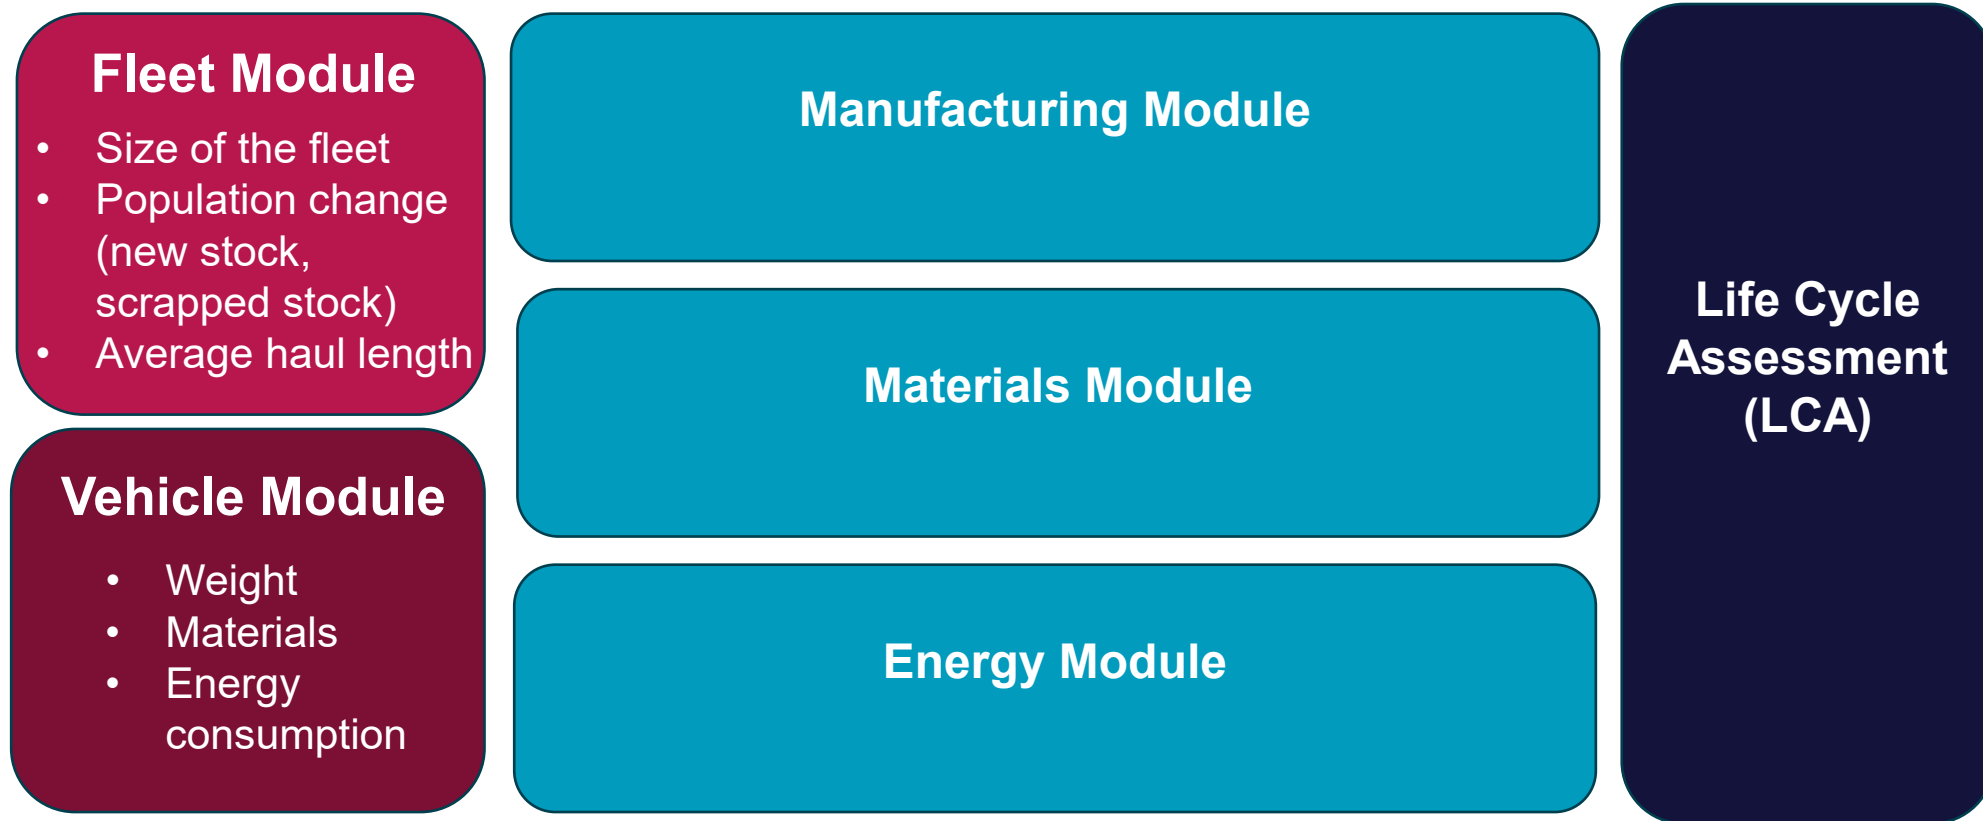 Fleet Module
• Size of the fleet
• Population change
(new stock,
scrapped stock)
• Average haul length
Vehicle Module
• Weight
• Materials
• Energy
consumption
Manufacturing Module
Materials Module
Energy Module
Life Cycle
Assessment
(LCA)